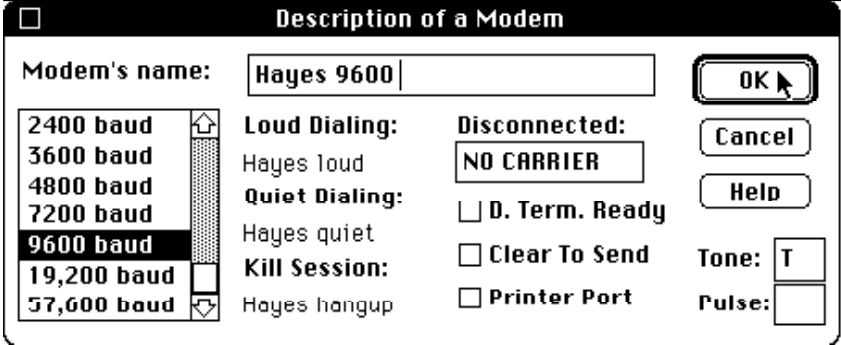 Description of a Modem
Modem's name:
Hayes 9600
OK
2400 baud
3600 baud
4800 baud
7200 baud
9600 baud
19,200 baud
57,600 baud
Loud Dialing:
Hayes loud
Quiet Dialing:
Hayes quiet
Kill Session:
Hayes hangup
Disconnected:
NO CARRIER
D. Term. Ready
Clear To Send
Printer Port
Cancel
Help
Tone: T
Pulse: